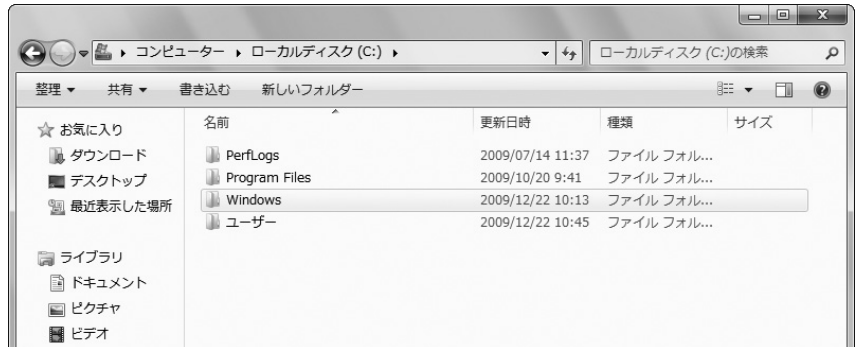 コンピューター ローカルディスク (C:) ローカルディスク (C:)の検索
整理 共有 書き込む 新しいフォルダー
お気に入り
ダウンロード
デスクトップ
最近表示した場所
ライブラリ
ドキュメント
ピクチャ
ビデオ
名前 更新日時 種類 サイズ
PerfLogs 2009/07/14 11:37 ファイル フォル...
Program Files 2009/10/20 9:41 ファイル フォル...
Windows 2009/12/22 10:13 ファイル フォル...
ユーザー 2009/12/22 10:45 ファイル フォル...